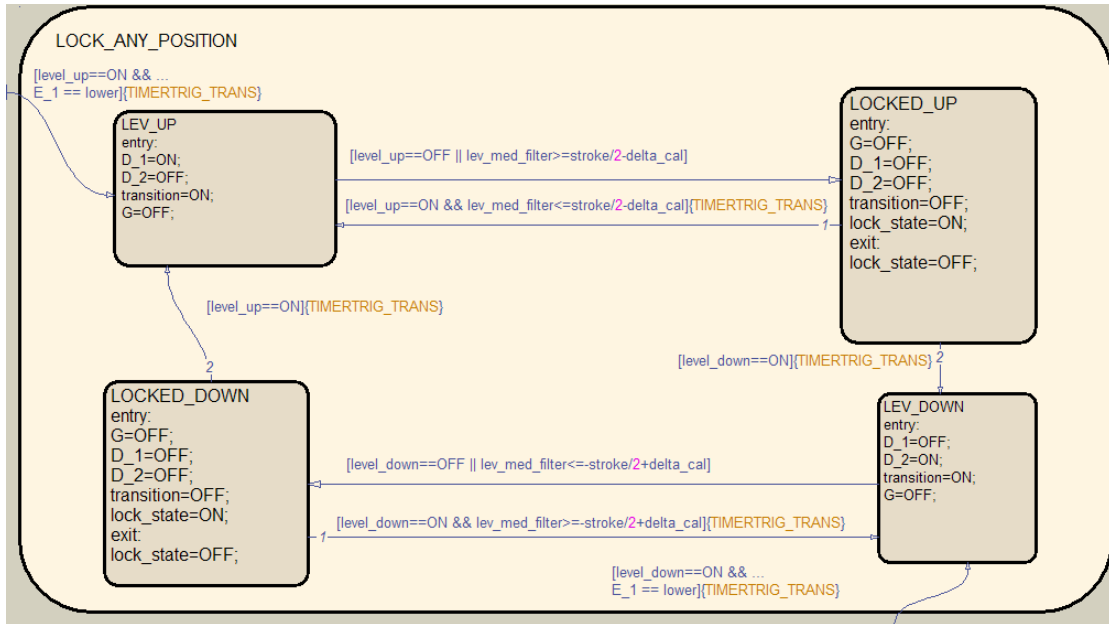 LOCK_ANY_POSITION
[level_up==ON && ...
E_1 == lower]{TIMERTRIG_TRANS}
LEV_UP
entry:
D_1=ON;
D_2=OFF;
transition=ON;
G=OFF;
[level_up==OFF || lev_med_filter>=stroke/2-delta_cal]
[level_up==ON && lev_med_filter<=stroke/2-delta_cal]{TIMERTRIG_TRANS}
1
LOCKED_UP
entry:
G=OFF;
D_1=OFF;
D_2=OFF;
transition=OFF;
lock_state=ON;
exit:
lock_state=OFF;
[level_up==ON]{TIMERTRIG_TRANS}
2
[level_down==ON]{TIMERTRIG_TRANS}
2
LOCKED_DOWN
entry:
G=OFF;
D_1=OFF;
D_2=OFF;
transition=OFF;
lock_state=ON;
exit:
lock_state=OFF;
[level_down==OFF || lev_med_filter<=-stroke/2+delta_cal]
[level_down==ON && lev_med_filter>=-stroke/2+delta_cal]{TIMERTRIG_TRANS}
1
LEV_DOWN
entry:
D_1=OFF;
D_2=ON;
transition=ON;
G=OFF;
[level_down==ON && ...
E_1 == lower]{TIMERTRIG_TRANS}